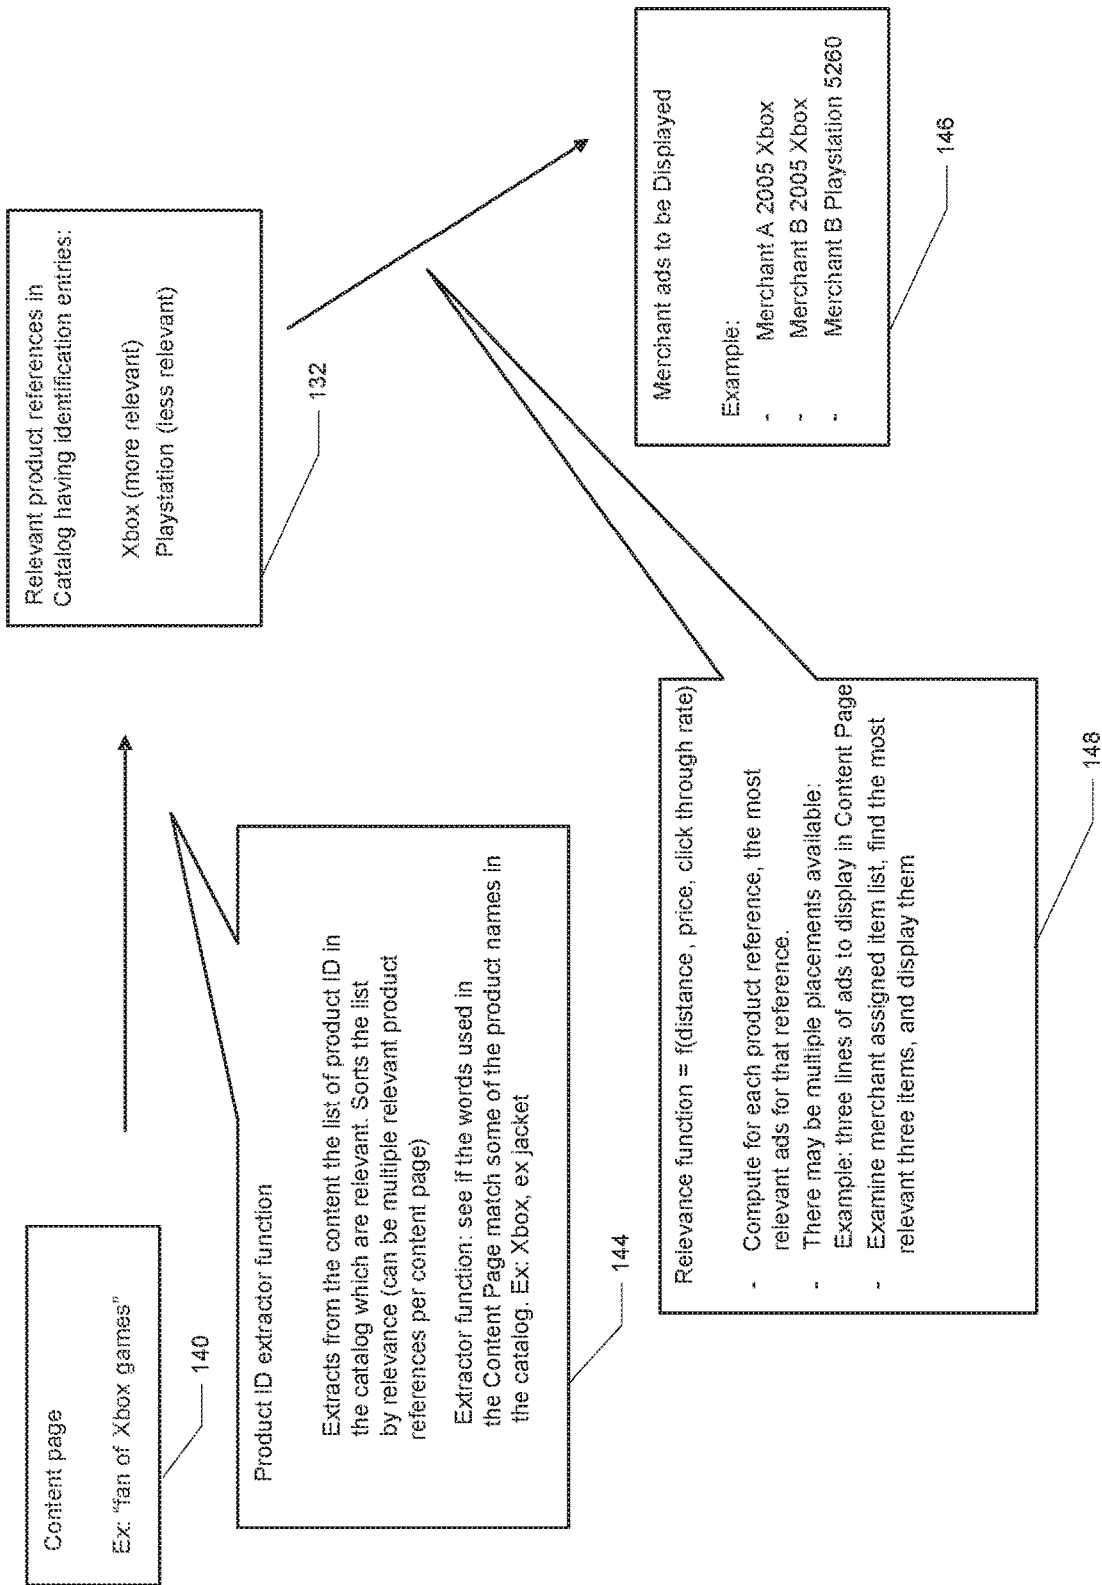 Content page
Ex: “fan of Xbox games”
140
Product ID extractor function
Extracts from the content the list of product ID in
the catalog which are relevant. Sorts the list
by relevance (can be multiple relevant product
references per content page)
Extractor function: see if the words used in
the Content Page match some of the product names in
the catalog. Ex: Xbox, ex jacket
144
Relevant product references in
Catalog having identification entries:
Xbox (more relevant)
Playstation (less relevant)
132
Relevance function = f(distance , price, click through rate)
- Compute for each product reference, the most
relevant ads for that reference.
- There may be multiple placements available:
Example: three lines of ads to display in Content Page
- Examine merchant assigned item list, find the most
relevant three items, and display them
148
Merchant ads to be Displayed
Example:
- Merchant A 2005 Xbox
- Merchant B 2005 Xbox
- Merchant B Playstation 5260
146